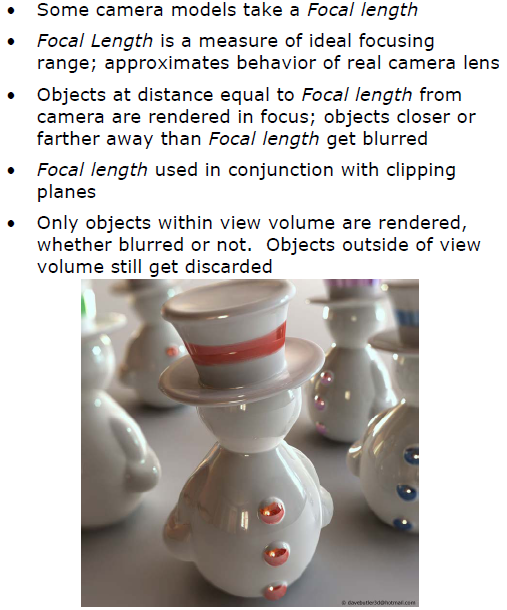 • Some camera models take a Focal length
• Focal Length is a measure of ideal focusing
range; approximates behavior of real camera lens
• Objects at distance equal to Focal length from
camera are rendered in focus; objects closer or
farther away than Focal length get blurred
• Focal length used in conjunction with clipping
planes
• Only objects within view volume are rendered,
whether blurred or not.  Objects outside of view
volume still get discarded
© davebutler3d@hotmail.com